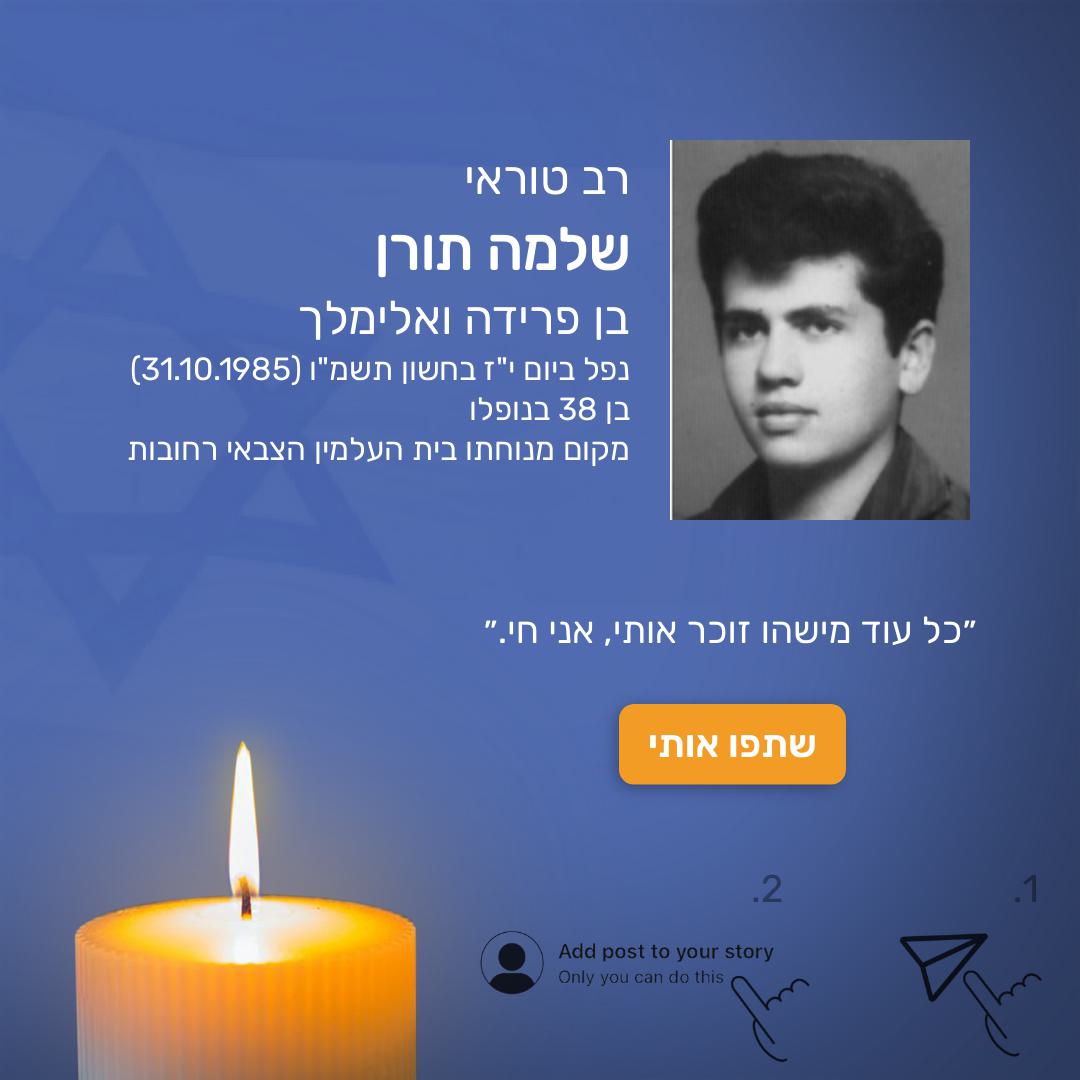 רב טוראי
שלמה תורן
בן פרידה ואלימלך
נפל ביום י"ז בחשון תשמ"ו (31.10.1985)
בן 38 בנופלו
מקום מנוחתו בית העלמין הצבאי רחובות
״כל עוד מישהו זוכר אותי, אני חי.״
שתפו אותי
.1
.2
Add post to your story
Only you can do this